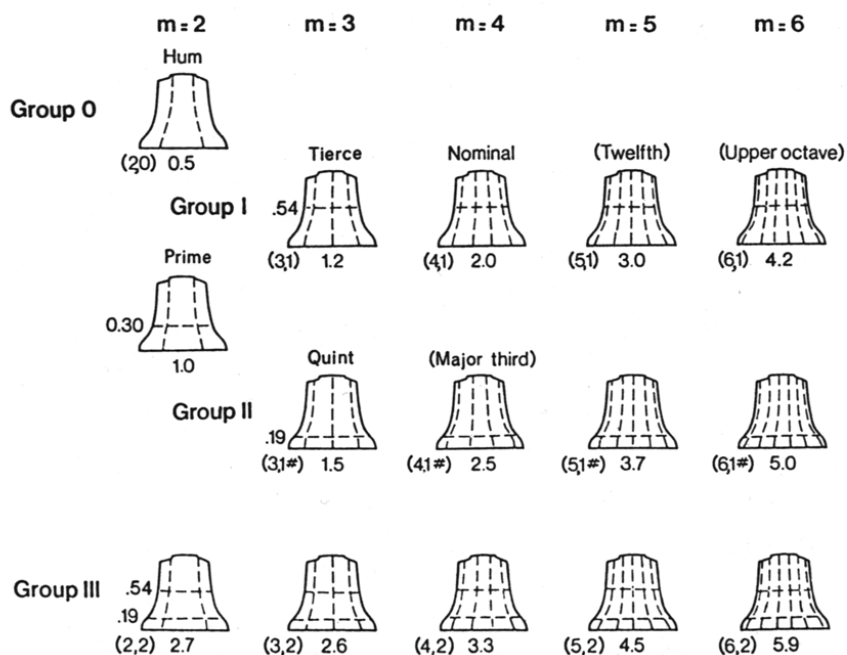 m=2 m=3 m=4 m=5 m=6
Hum
Group 0
(2,0) 0.5
Tierce Nominal (Twelfth) (Upper octave)
Group I .54
(3,1) 1.2 (4,1) 2.0 (5,1) 3.0 (6,1) 4.2
Prime
0.30
1.0
Quint (Major third)
Group II .19
(3,1#) 1.5 (4,1#) 2.5 (5,1#) 3.7 (6,1#) 5.0
Group III .54
.19
(2,2) 2.7 (3,2) 2.6 (4,2) 3.3 (5,2) 4.5 (6,2) 5.9